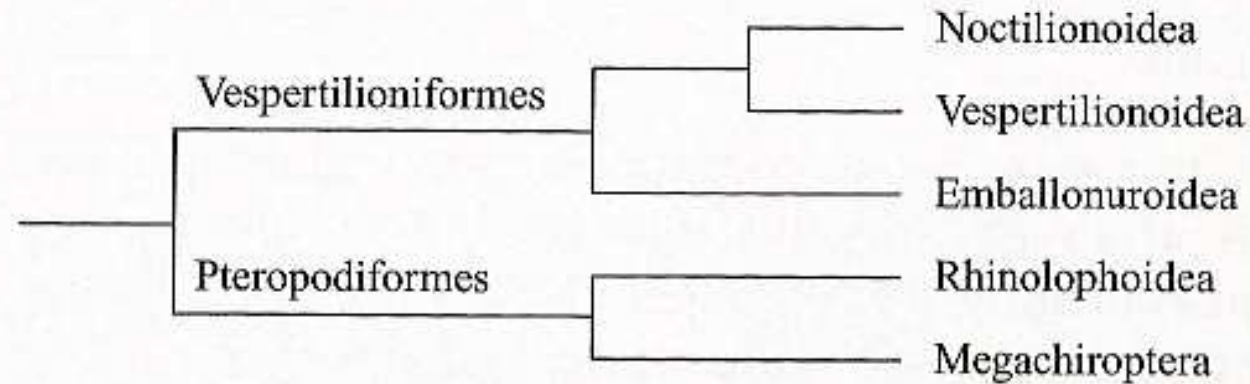 Noctilionoidea
Vespertilioniformes
Vespertilionoidea
Emballonuroidea
Pteropodiformes
Rhinolophoidea
Megachiroptera